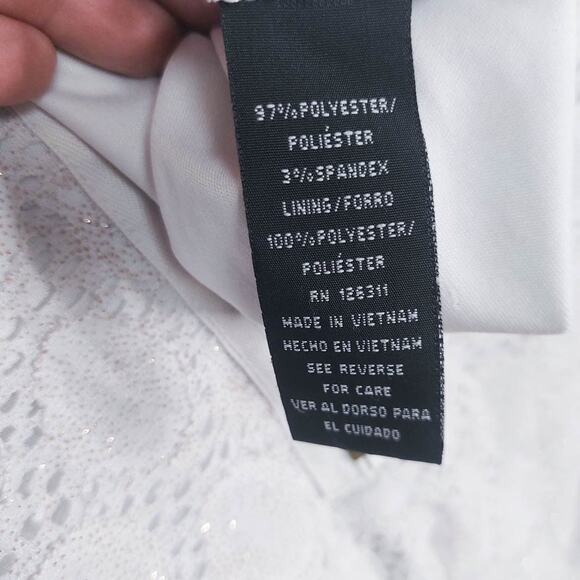 97%POLYESTER/
POLIÉSTER
3%SPANDEX
LINING/FORRO
100%POLYESTER/
POLIÉSTER
RN 126311
MADE IN VIETNAM
HECHO EN VIETNAM
SEE REVERSE
FOR CARE
VER AL DORSO PARA
EL CUIDADO